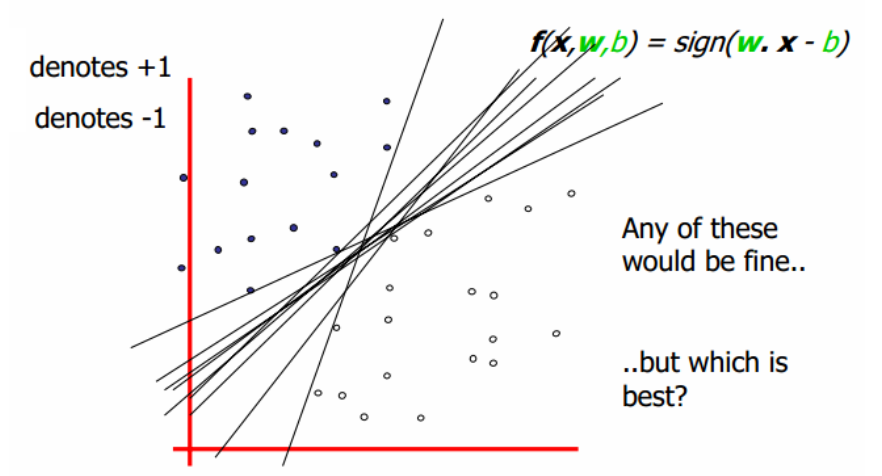 f(x,w,b) = sign(w. x - b)
denotes +1
denotes -1
Any of these
would be fine..
..but which is
best?